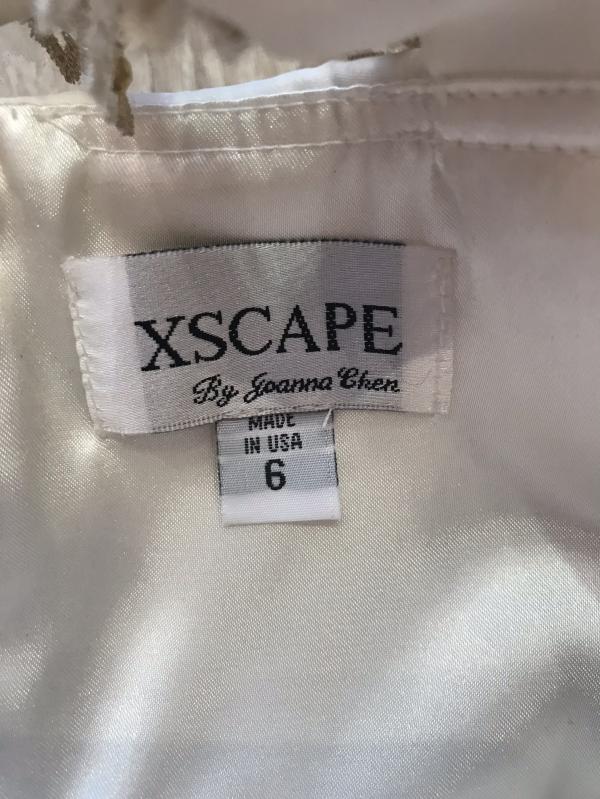 XSCAPE
By Joanna Chen
MADE
IN USA
6